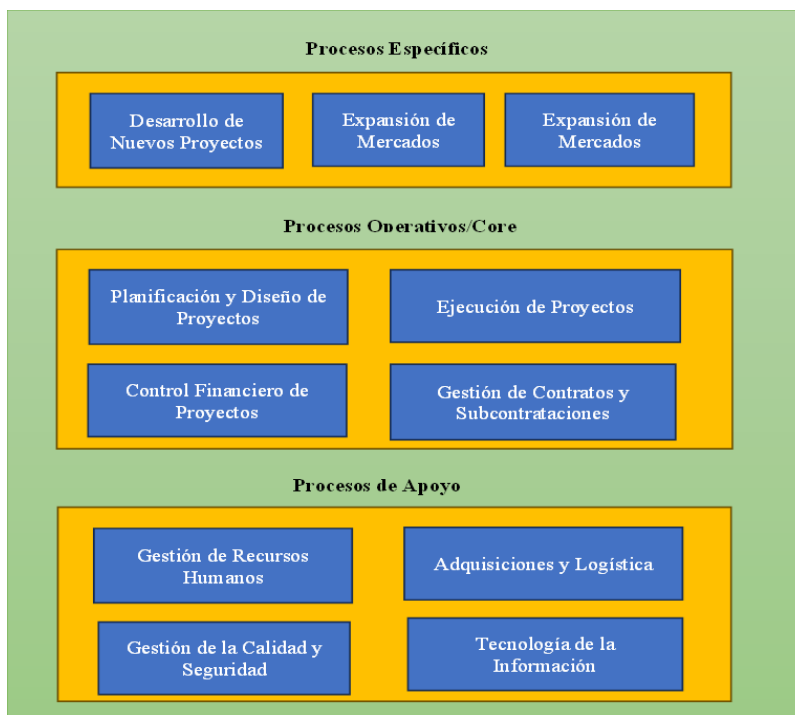 Procesos Específicos
Desarrollo de
Nuevos Proyectos
Expansión de
Mercados
Expansión de
Mercados
Procesos Operativos/Core
Planificación y Diseño de
Proyectos
Ejecución de Proyectos
Control Financiero de
Proyectos
Gestión de Contratos y
Subcontrataciones
Procesos de Apoyo
Gestión de Recursos
Humanos
Adquisiciones y Logística
Gestión de la Calidad y
Seguridad
Tecnología de la
Información